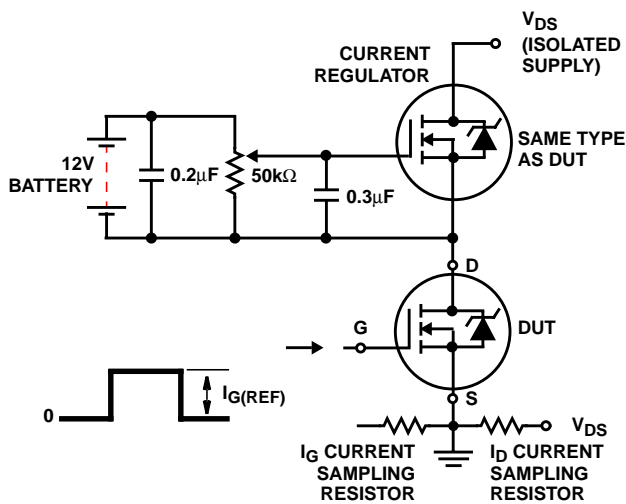 V_DS
(ISOLATED
SUPPLY)
CURRENT
REGULATOR
12V
BATTERY
0.2µF
50kΩ
0.3µF
SAME TYPE
AS DUT
D
G
DUT
S
0
I_G(REF)
V_DS
I_G CURRENT
SAMPLING
RESISTOR
I_D CURRENT
SAMPLING
RESISTOR